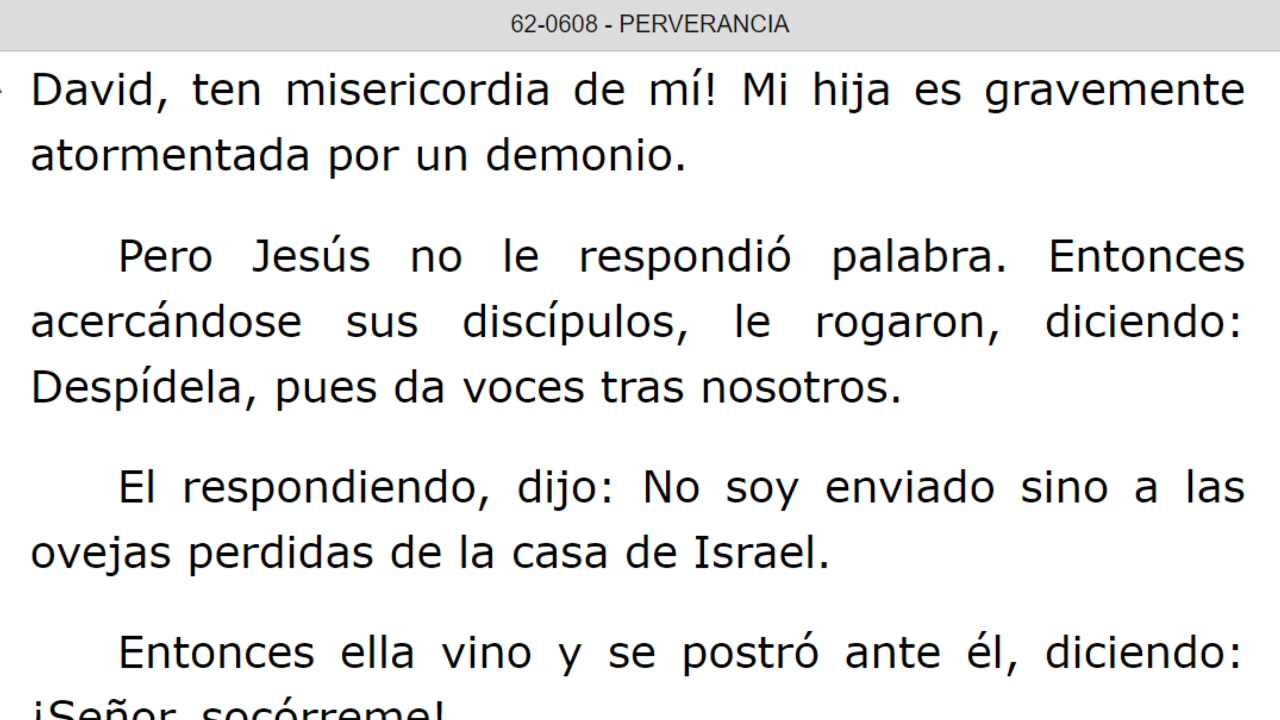 62-0608 - PERVERANCIA
David, ten misericordia de mí! Mi hija es gravemente
atormentada por un demonio.
Pero Jesús no le respondió palabra. Entonces
acercándose sus discípulos, le rogaron, diciendo:
Despídela, pues da voces tras nosotros.
El respondiendo, dijo: No soy enviado sino a las
ovejas perdidas de la casa de Israel.
Entonces ella vino y se postró ante él, diciendo:
¡Señor, socórreme!